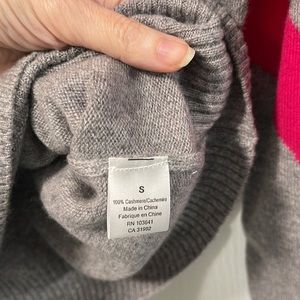 S
100% Cashmere/Cachemire
Made in China
Fabriqué en Chine
RN 103641
CA 31992